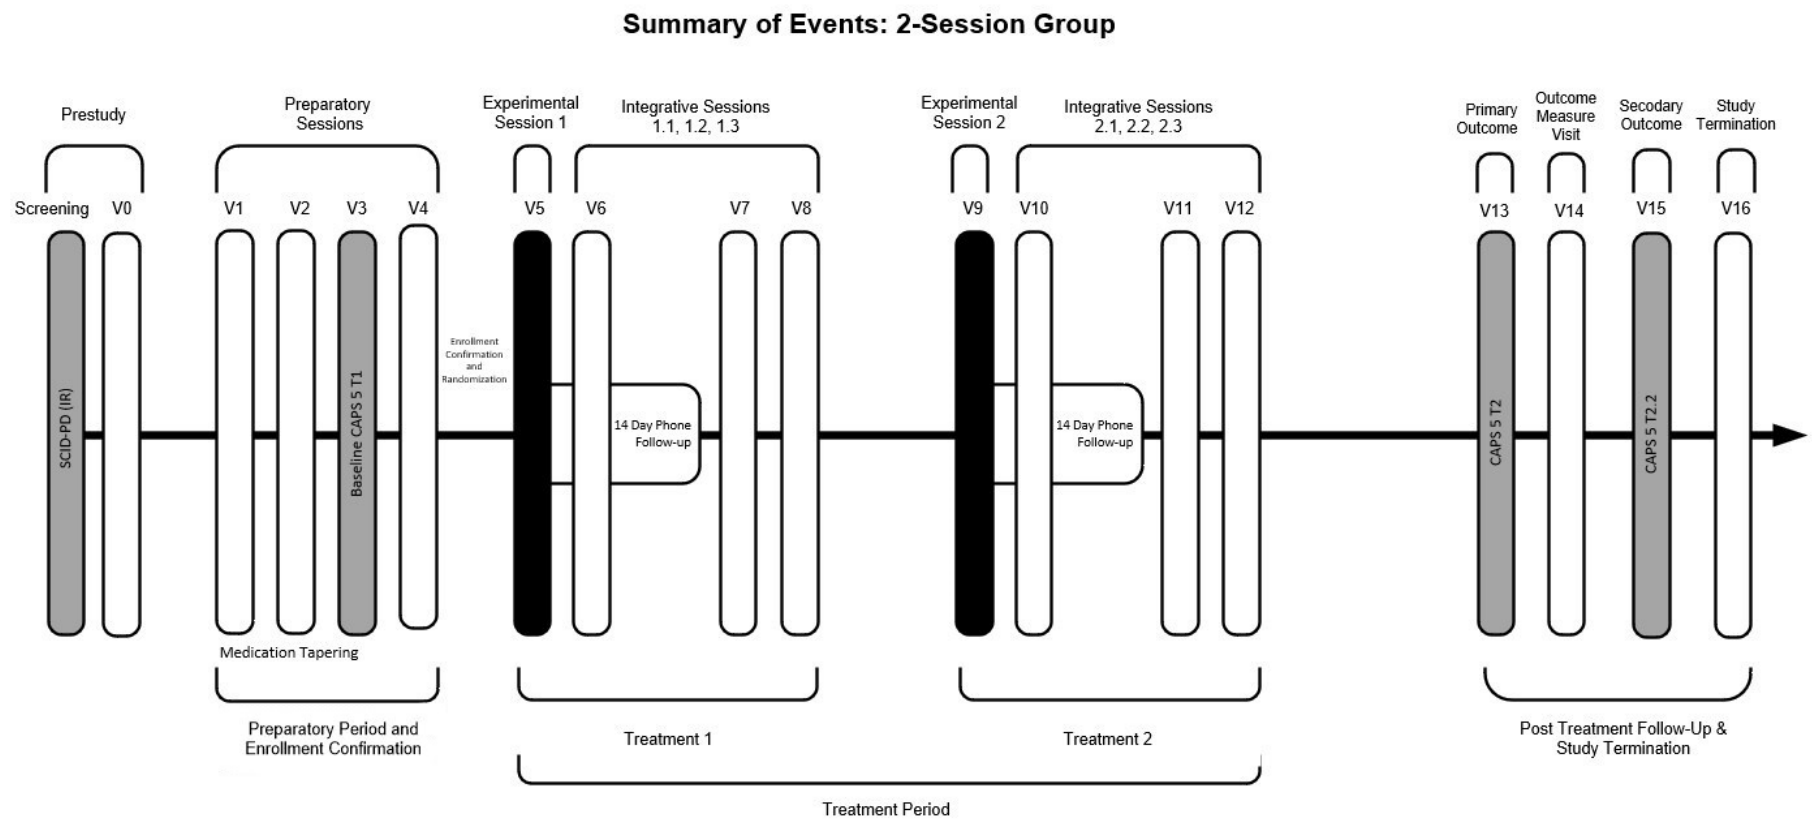 Summary of Events: 2-Session Group
Prestudy
Preparatory
Sessions
Experimental
Session 1
Integrative Sessions
1.1, 1.2, 1.3
Experimental
Session 2
Integrative Sessions
2.1, 2.2, 2.3
Primary
Outcome
Outcome
Measure
Visit
Secodary
Outcome
Study
Termination
Screening
V0
V1
V2
V3
V4
V5
V6
V7
V8
V9
V10
V11
V12
V13
V14
V15
V16
SCID-PD (IR)
Baseline CAPS 5 T1
Enrollment
Confirmation
and
Randomization
14 Day Phone
Follow-up
14 Day Phone
Follow-up
CAPS 5 T2
CAPS 5 T2.2
Medication Tapering
Preparatory Period and
Enrollment Confirmation
Treatment 1
Treatment 2
Post Treatment Follow-Up &
Study Termination
Treatment Period